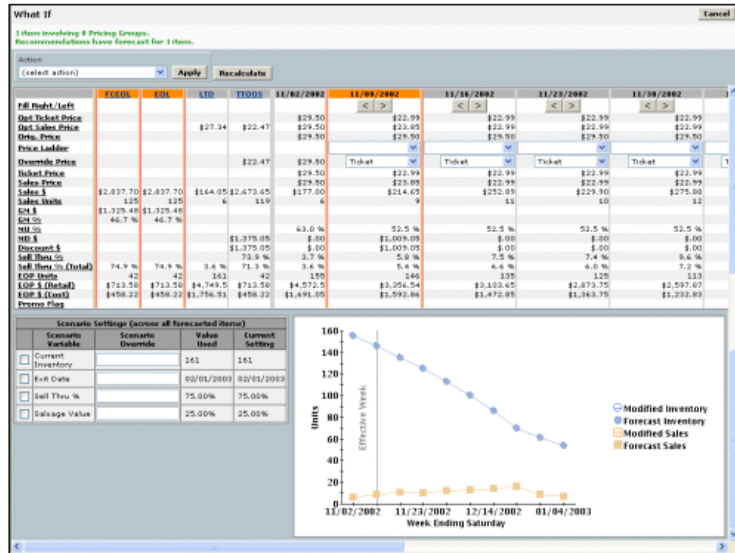 What If
Cancel
1 item involving 8 Pricing Groups.
Recommendations have forecast for 1 item.
Action
(select action) Apply Recalculate
FCEOL EOL LTD TTOOS 11/02/2002 11/09/2002 11/16/2002 11/23/2002 11/30/2002
Fill Right/Left < > < > < > < >
Opt Ticket Price $29.50 $22.99 $22.99 $22.99 $22.99
Opt Sales Price $27.34 $22.47 $29.50 $23.85 $22.99 $22.99 $22.99
Orig. Price $29.50 $29.50 $29.50 $29.50 $29.50
Price Ladder
Override Price $22.47 $29.50 Ticket Ticket Ticket Ticket
Ticket Price $29.50 $22.99 $22.99 $22.99 $22.99
Sales Price $29.50 $23.85 $22.99 $22.99 $22.99
Sales $ $2,837.70 $2,837.70 $164.05 $2,673.65 $177.00 $214.65 $252.89 $229.90 $275.88
Sales Units 125 125 6 119 6 9 11 10 12
GM $ $1,325.48 $1,325.48
GM % 46.7 % 46.7 %
MU % 63.0 % 52.5 % 52.5 % 52.5 % 52.5 %
MD $ $1,375.05 $.00 $1,009.05 $.00 $.00 $.00
Discount $ $1,375.05 $.00 $1,009.05 $.00 $.00 $.00
Sell Thru % 73.9 % 3.7 % 5.8 % 7.5 % 7.4 % 9.6 %
Sell Thru % (Total) 74.9 % 74.9 % 3.6 % 71.3 % 3.6 % 5.4 % 6.6 % 6.0 % 7.2 %
EOP Units 42 42 161 42 155 146 135 125 113
EOP $ (Retail) $713.58 $713.58 $4,749.5 $713.58 $4,572.5 $3,356.54 $3,103.65 $2,873.75 $2,597.87
EOP $ (Cost) $458.22 $458.22 $1,756.51 $458.22 $1,691.05 $1,592.86 $1,472.85 $1,363.75 $1,232.83
Promo Flag
Scenario Settings (across all forecasted items)
Scenario Variable Scenario Override Value Used Current Setting
Current Inventory 161 161
Exit Date 02/01/2003 02/01/2003
Sell Thru % 75.00% 75.00%
Salvage Value 25.00% 25.00%
160
140
120
100
80
60
40
20
0
Units
Effective Week
11/02/2002 11/23/2002 12/14/2002 01/04/2003
Week Ending Saturday
Modified Inventory
Forecast Inventory
Modified Sales
Forecast Sales